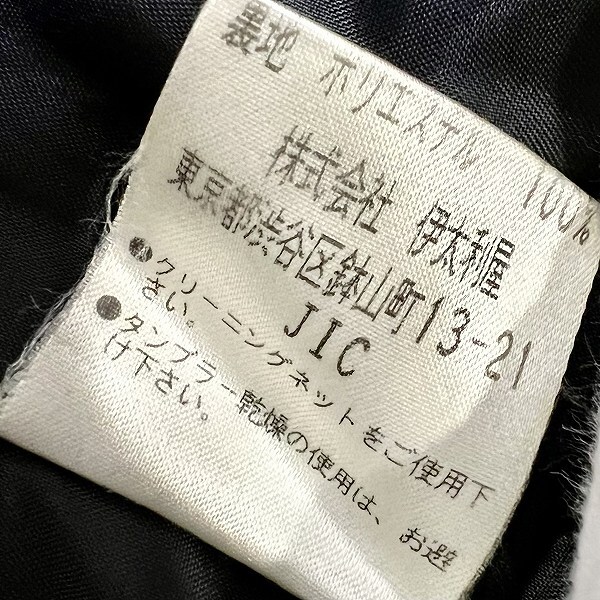 裏地 ポリエステル 100%
株式会社 伊太利屋
東京都渋谷区鉢山町13-21
JIC
●クリーニングネットをご使用下
さい。
●タンブラー乾燥の使用は、お避
け下さい。